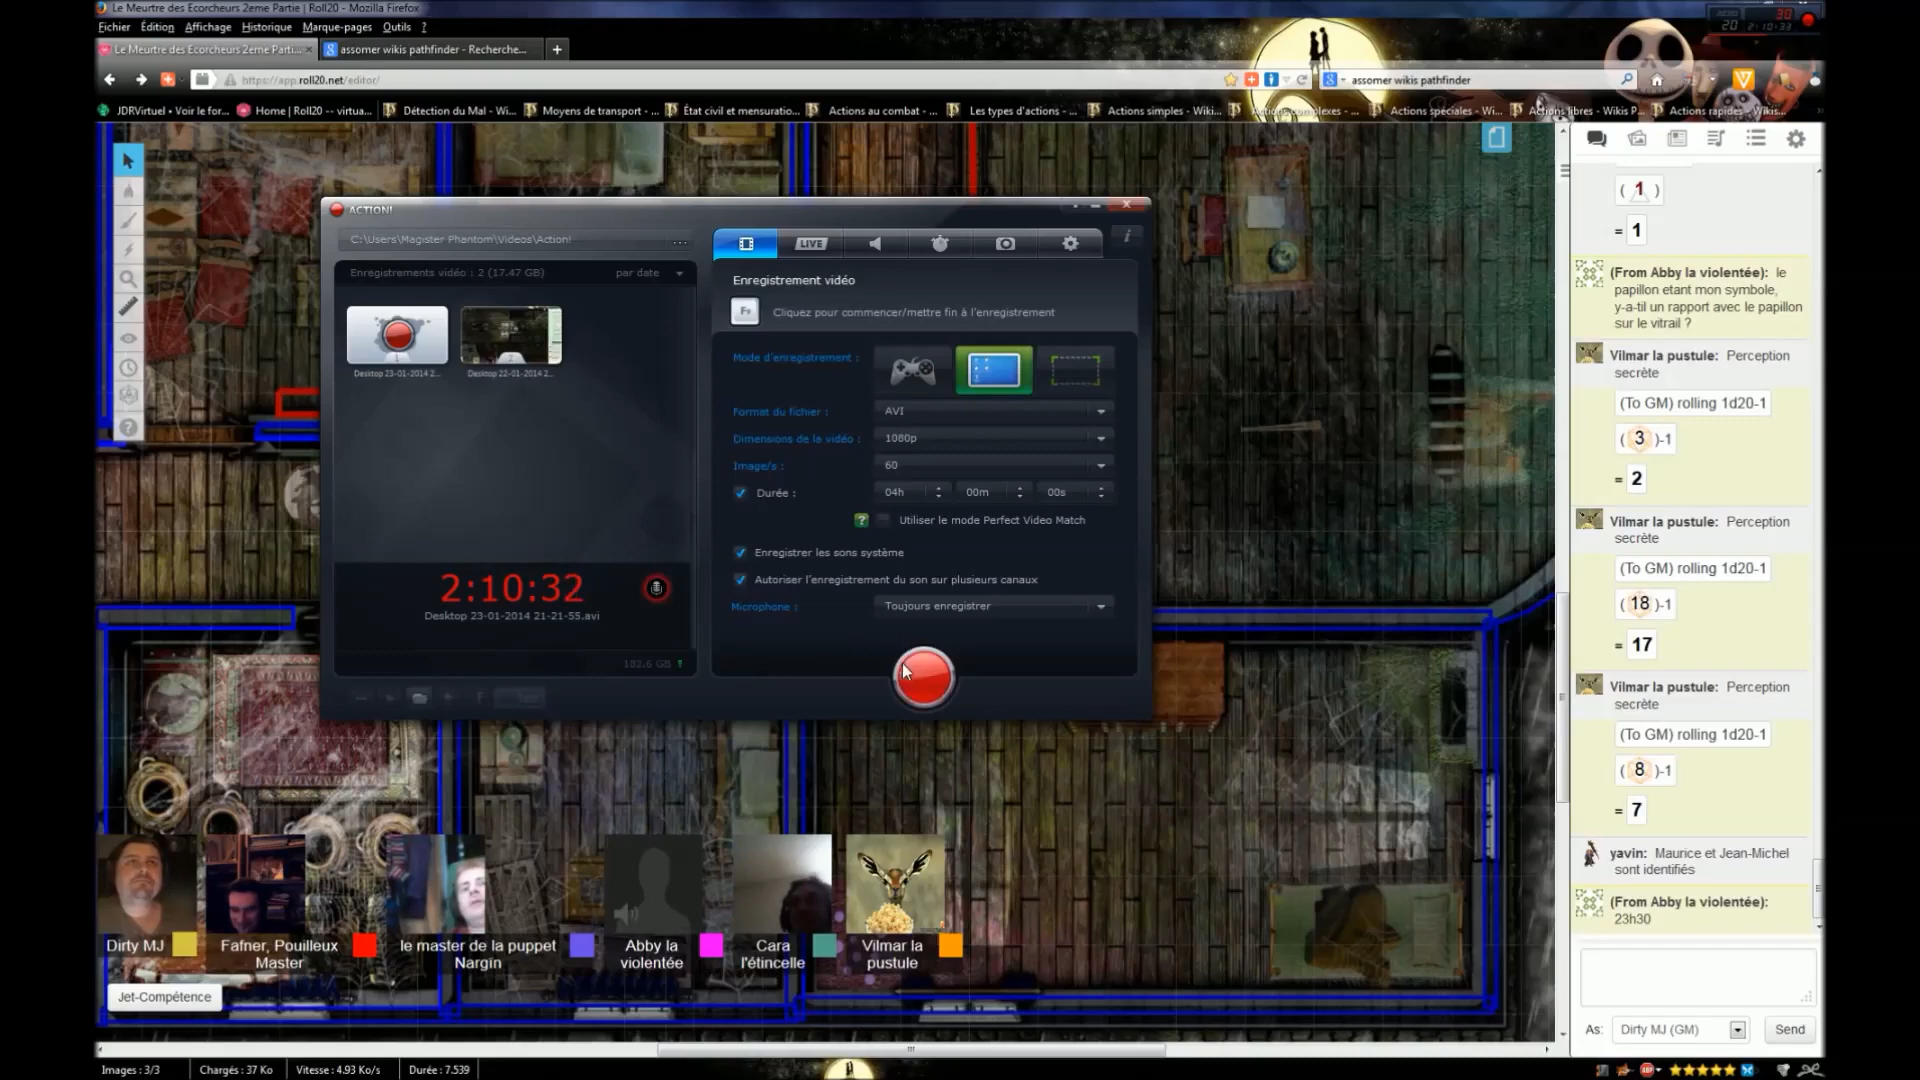 Le Meurtre des Ecorcheurs 2eme Partie | Roll20 - Mozilla Firefox
Fichier Édition Affichage Historique Marque-pages Outils ?
Le Meurtre des Ecorcheurs 2eme Parti...
assomer wikis pathfinder - Recherche...
https://app.roll20.net/editor/
assomer wikis pathfinder
JDRVirtuel • Voir le for...
Home | Roll20 -- virtua...
Détection du Mal - Wi...
Moyens de transport - ...
État civil et mensuratio...
Actions au combat - ...
Les types d'actions - ...
Actions simples - Wiki...
Actions complexes - ...
Actions spéciales - Wi...
Actions libres - Wikis P...
Actions rapides - Wikis...
30
20 2:10:33
ACTION!
C:\Users\Magister Phantom\Videos\Action!
...
Enregistrements vidéo : 2 (17.47 GB)
par date
Desktop 23-01-2014 2...
Desktop 22-01-2014 2...
2:10:32
Desktop 23-01-2014 21-21-55.avi
182.6 GB
LIVE
Enregistrement vidéo
F9
Cliquez pour commencer/mettre fin à l'enregistrement
Mode d'enregistrement :
Format du fichier : AVI
Dimensions de la vidéo : 1080p
Image/s : 60
Durée : 04h 00m 00s
? Utiliser le mode Perfect Video Match
Enregistrer les sons système
Autoriser l'enregistrement du son sur plusieurs canaux
Microphone : Toujours enregistrer
( 1 )
= 1
(From Abby la violentée): le
papillon etant mon symbole,
y-a-til un rapport avec le papillon
sur le vitrail ?
Vilmar la pustule: Perception
secrète
(To GM) rolling 1d20-1
( 3 )-1
= 2
Vilmar la pustule: Perception
secrète
(To GM) rolling 1d20-1
( 18 )-1
= 17
Vilmar la pustule: Perception
secrète
(To GM) rolling 1d20-1
( 8 )-1
= 7
yavin: Maurice et Jean-Michel
sont identifiés
(From Abby la violentée):
23h30
As: Dirty MJ (GM) Send
Dirty MJ
Fafner, Pouilleux
Master
le master de la puppet
Nargin
Abby la
violentée
Cara
l'étincelle
Vilmar la
pustule
Jet-Compétence
Images : 3/3
Chargés : 37 Ko
Vitesse : 4.93 Ko/s
Durée : 7.539
ABP